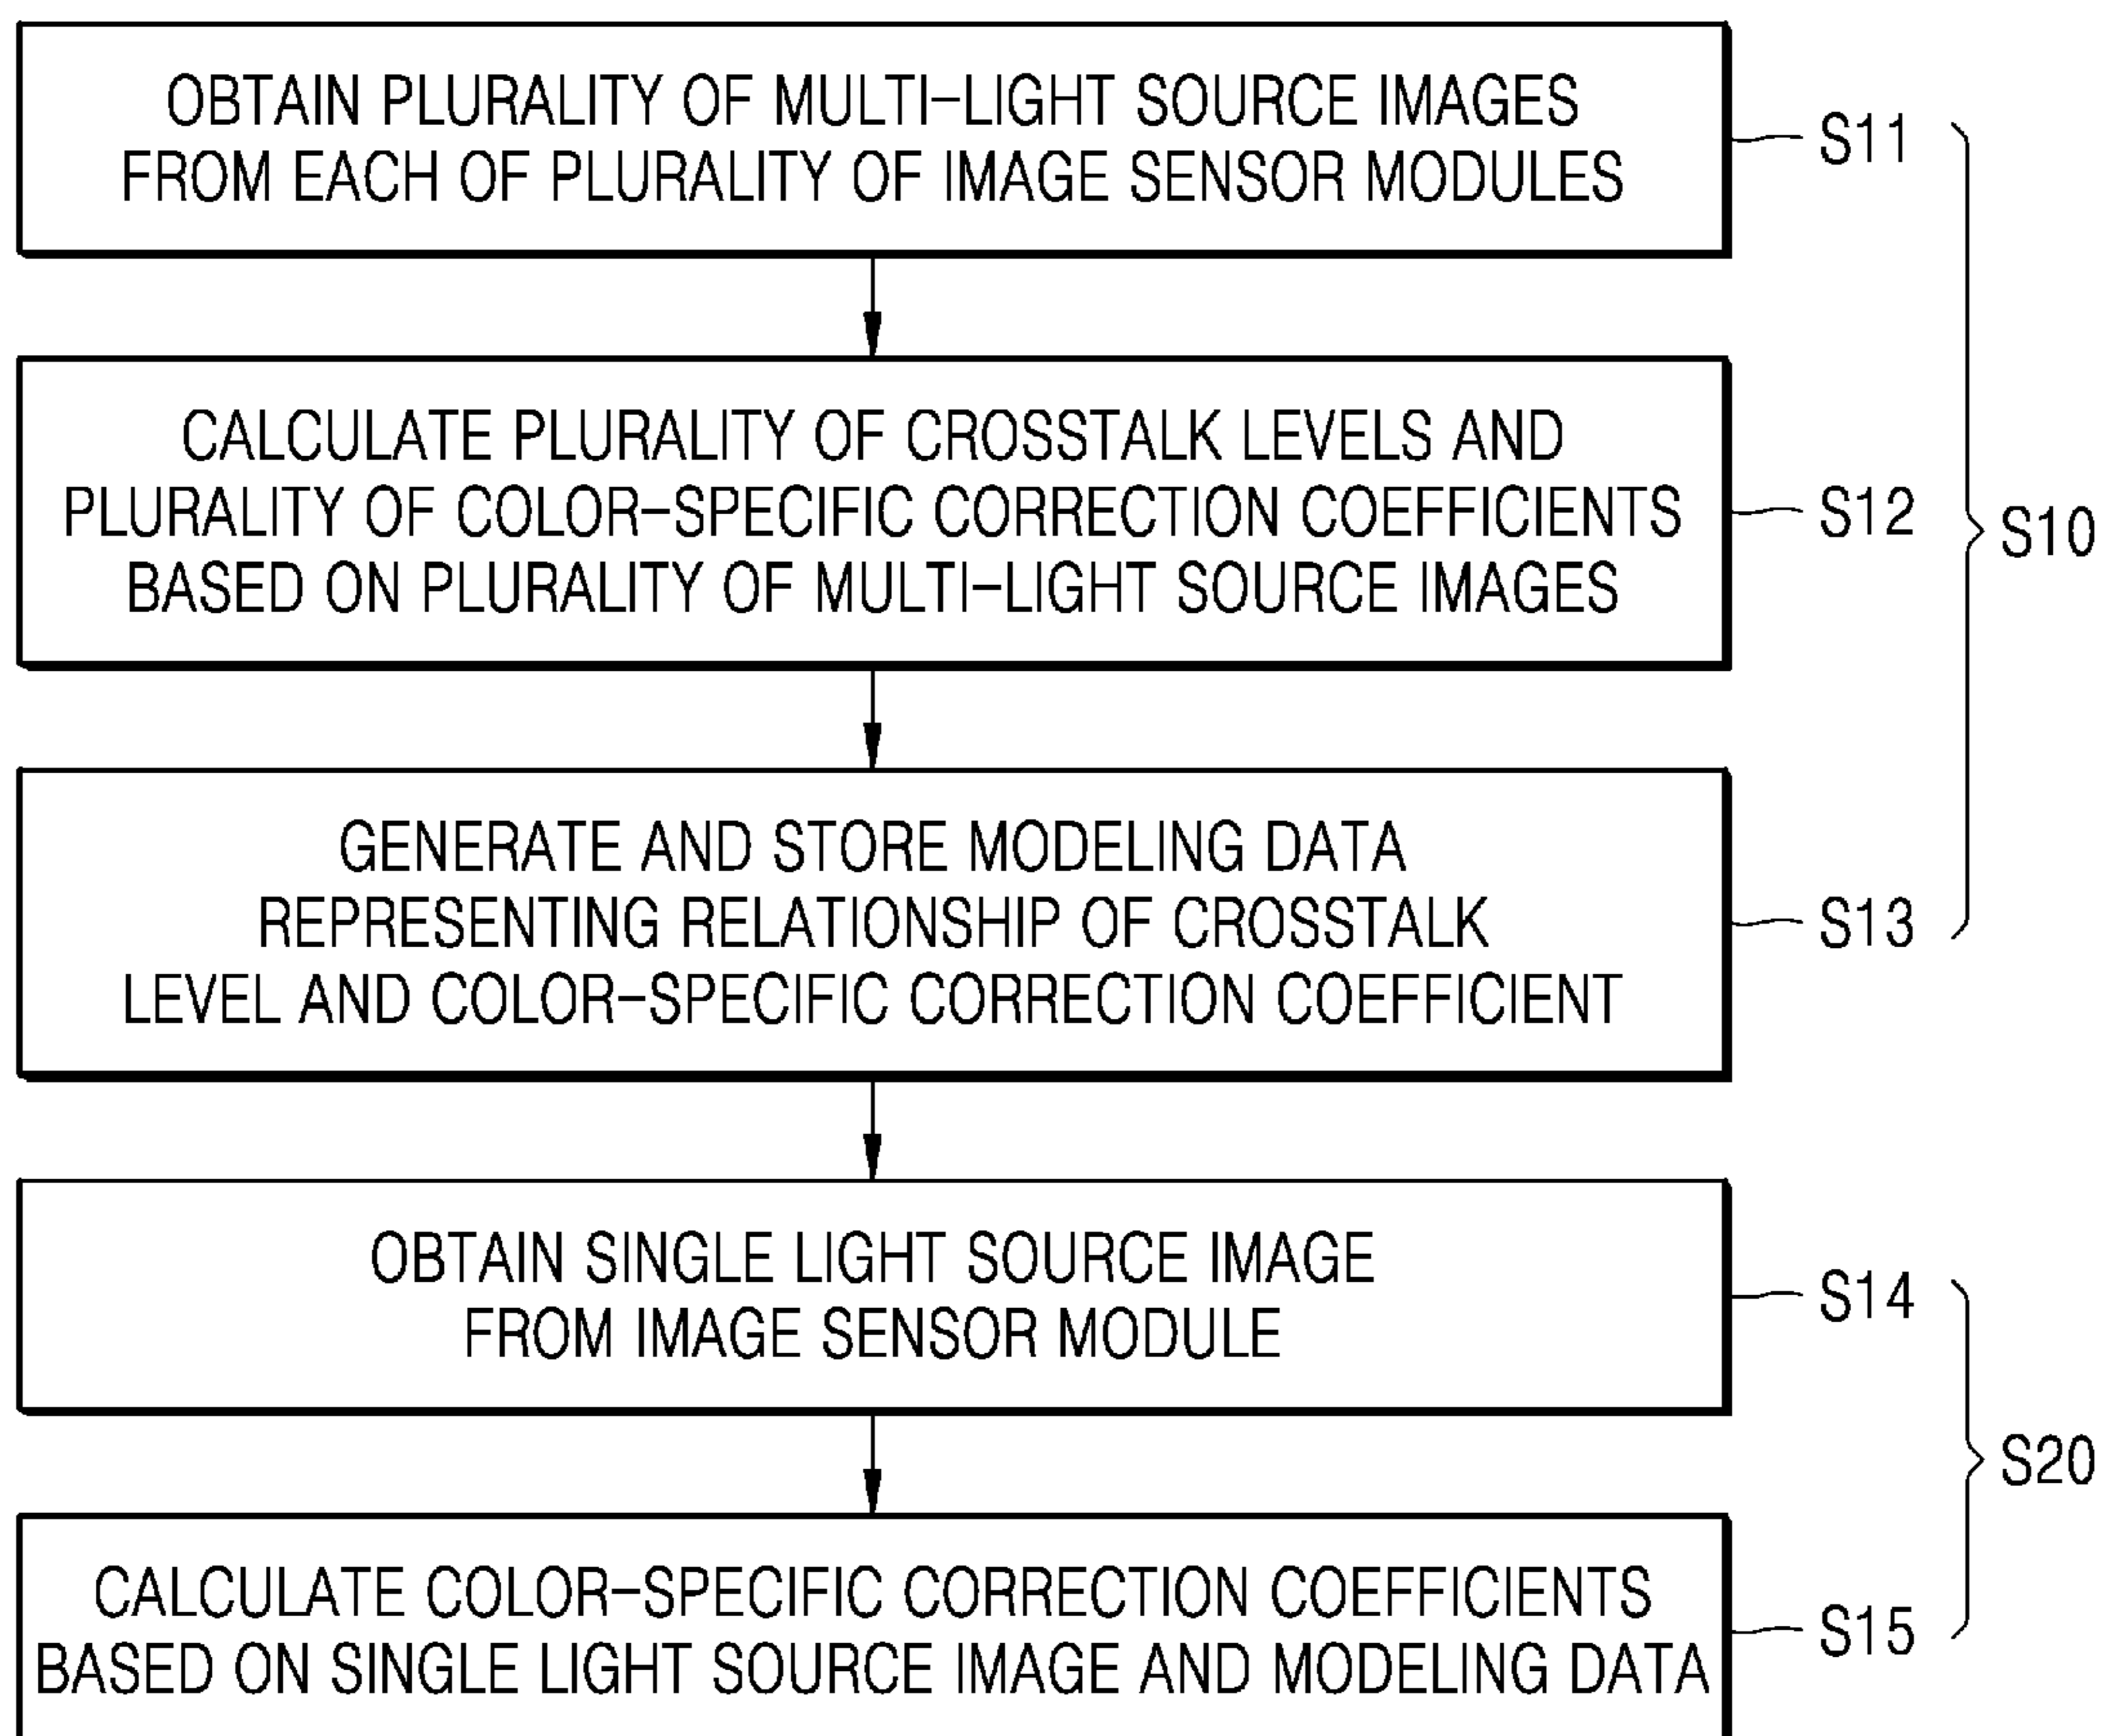 OBTAIN PLURALITY OF MULTI-LIGHT SOURCE IMAGES
FROM EACH OF PLURALITY OF IMAGE SENSOR MODULES
S11
CALCULATE PLURALITY OF CROSSTALK LEVELS AND
PLURALITY OF COLOR-SPECIFIC CORRECTION COEFFICIENTS
BASED ON PLURALITY OF MULTI-LIGHT SOURCE IMAGES
S12
S10
GENERATE AND STORE MODELING DATA
REPRESENTING RELATIONSHIP OF CROSSTALK
LEVEL AND COLOR-SPECIFIC CORRECTION COEFFICIENT
S13
OBTAIN SINGLE LIGHT SOURCE IMAGE
FROM IMAGE SENSOR MODULE
S14
S20
CALCULATE COLOR-SPECIFIC CORRECTION COEFFICIENTS
BASED ON SINGLE LIGHT SOURCE IMAGE AND MODELING DATA
S15